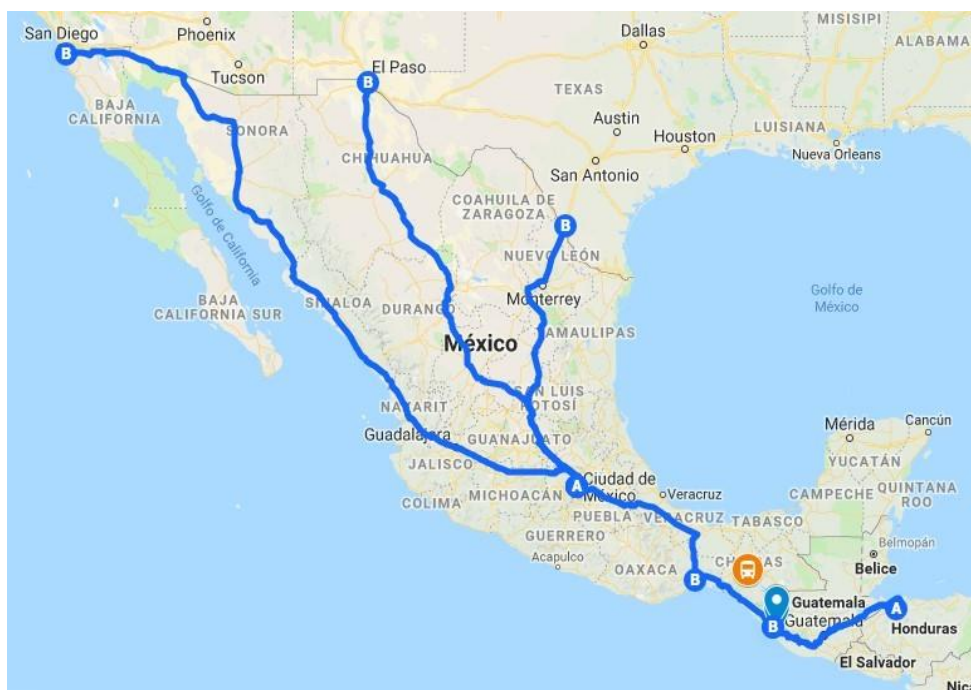 San Diego
Phoenix
Dallas
MISISIPI
ALABAMA
B
Tucson
B
El Paso
TEXAS
BAJA
CALIFORNIA
SONORA
Austin
Houston
LUISIANA
Nueva Orleans
CHIHUAHUA
San Antonio
COAHUILA DE
ZARAGOZA
B
Golfo de California
NUEVO LEÓN
Monterrey
Golfo de
México
BAJA
CALIFORNIA SUR
SINALOA
DURANGO
TAMAULIPAS
México
SAN LUIS
POTOSÍ
NAYARIT
Guadalajara
GUANAJUATO
JALISCO
Mérida
Cancún
YUCATÁN
A
Ciudad de
México
COLIMA
MICHOACÁN
Veracruz
CAMPECHE
QUINTANA
ROO
PUEBLA
VERACRUZ
TABASCO
GUERRERO
Acapulco
OAXACA
B
CHIAPAS
Belmopán
Belice
Guatemala
Guatemala
B
A
Honduras
El Salvador
Nica